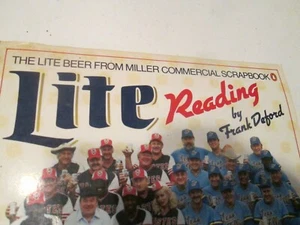 THE LITE BEER FROM MILLER COMMERCIAL SCRAPBOOK
Lite Reading
by
Frank Deford